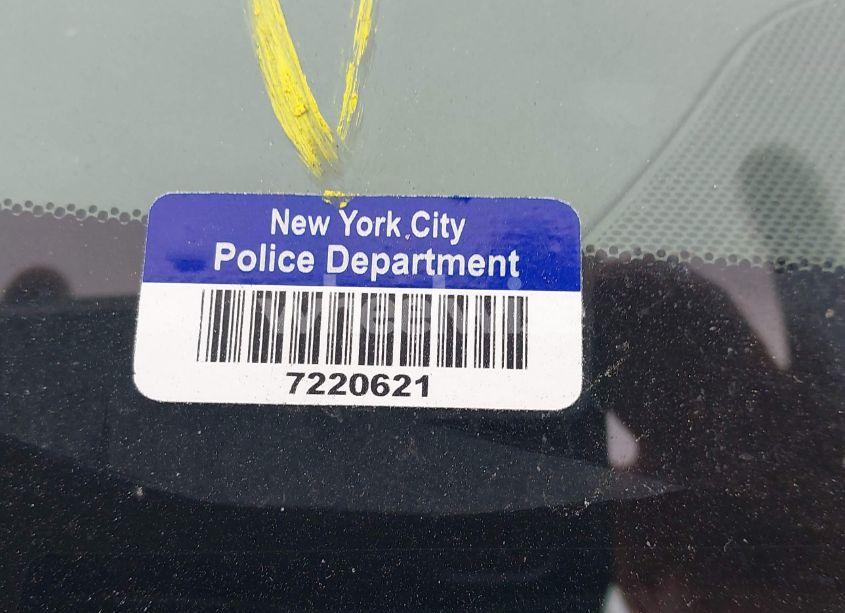 New York City
Police Department
7220621